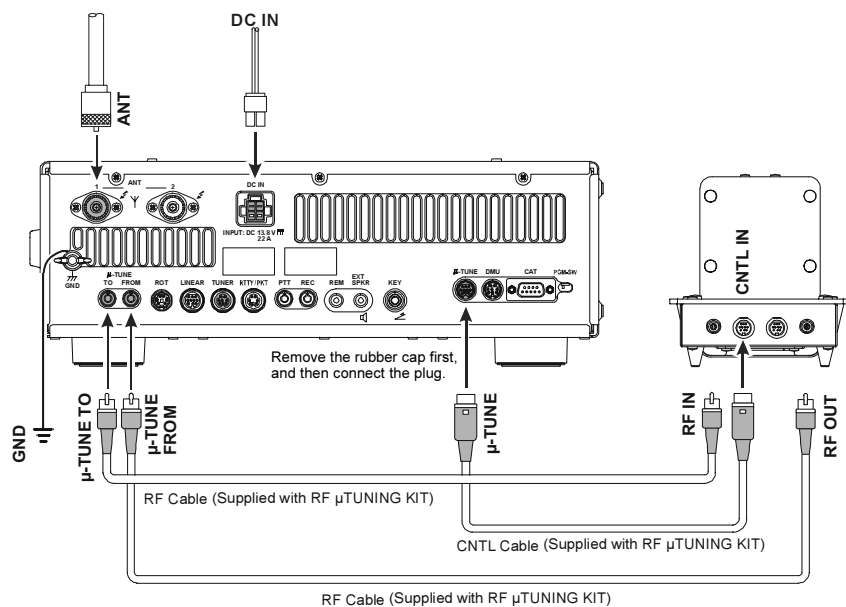 DC IN
ANT
1 ANT 2
DC IN
INPUT: DC 13.8 V
22 A
GND
µ-TUNE
TO FROM
ROT
LINEAR
TUNER
RTTY/PKT
PTT
REC
REM
EXT
SPKR
KEY
µ-TUNE
DMU
CAT
PGM-SW
CNTL IN
Remove the rubber cap first,
and then connect the plug.
GND
µ-TUNE TO
µ-TUNE
FROM
µ-TUNE
RF IN
RF OUT
RF Cable (Supplied with RF µTUNING KIT)
CNTL Cable (Supplied with RF µTUNING KIT)
RF Cable (Supplied with RF µTUNING KIT)